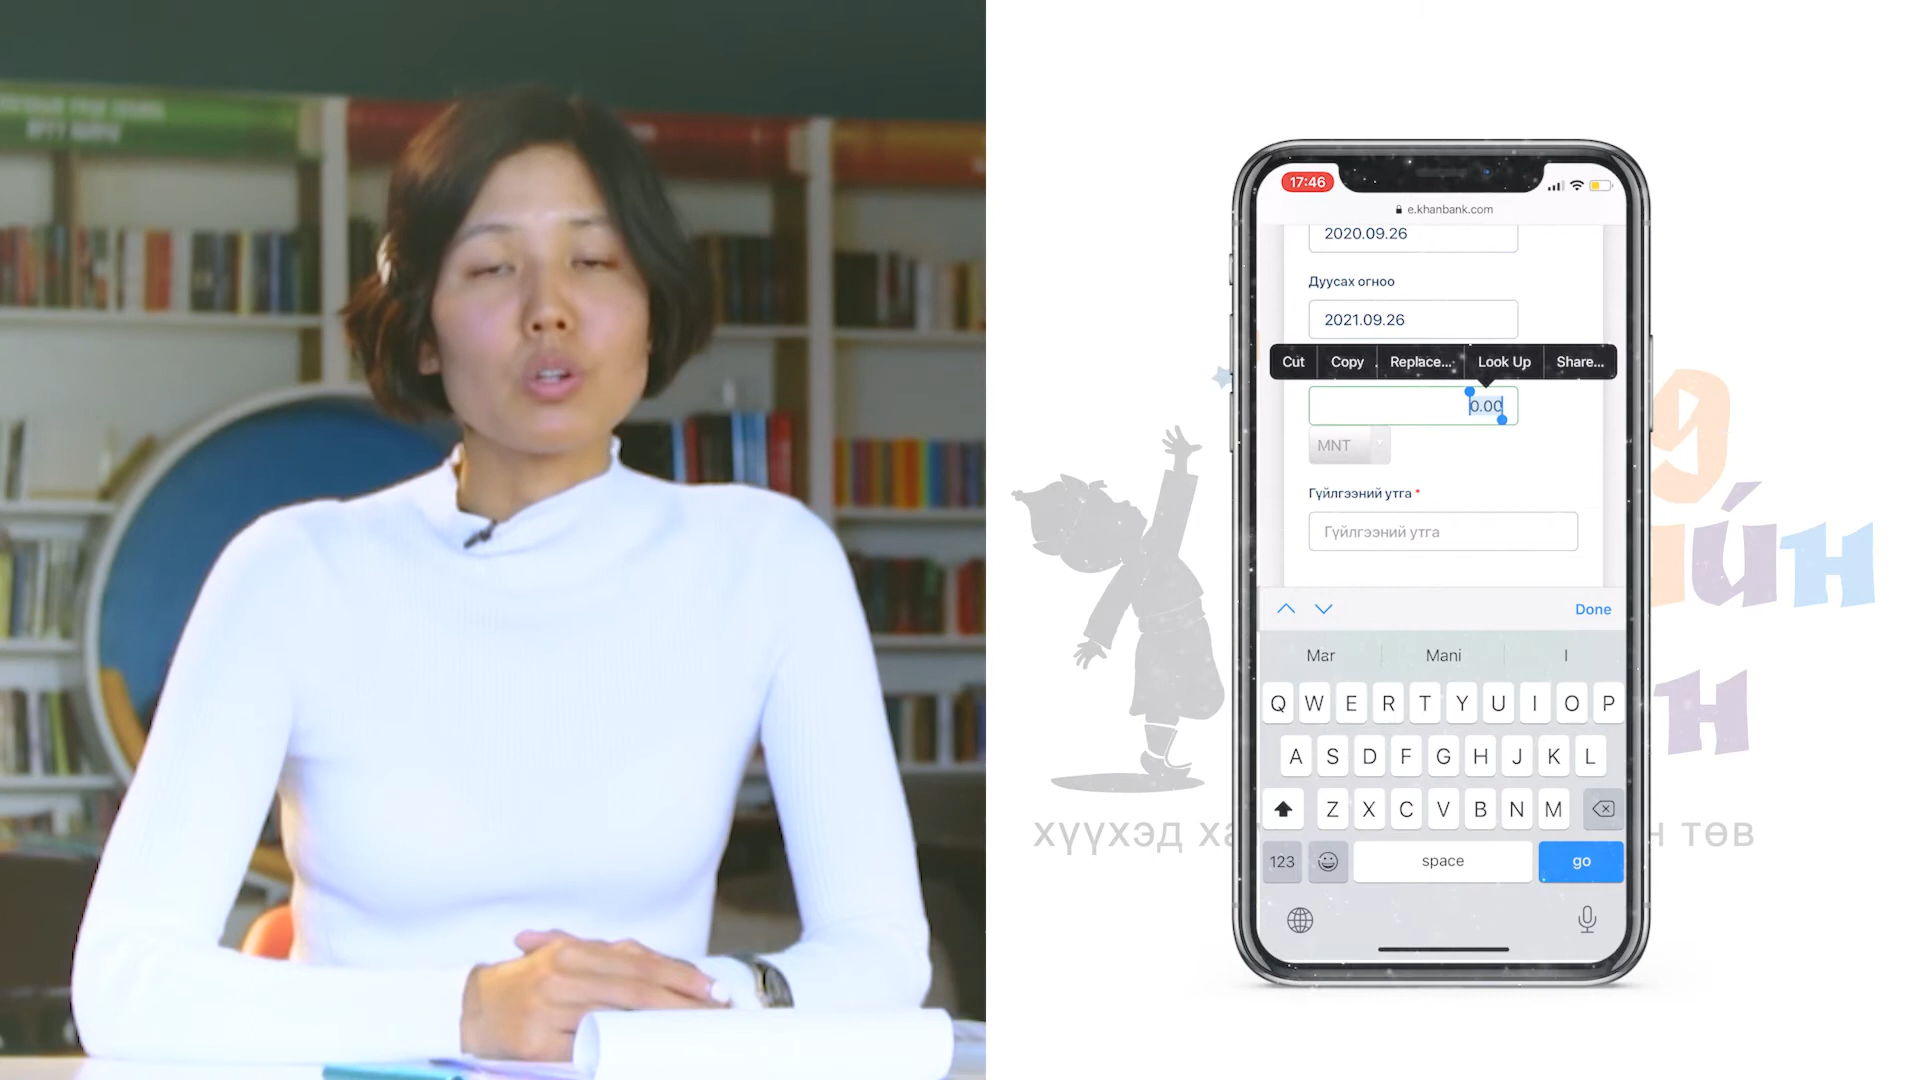 17:46
e.khanbank.com
2020.09.26
Дуусах огноо
2021.09.26
Cut Copy Replace... Look Up Share...
0.00
MNT
Гүйлгээний утга *
Гүйлгээний утга
Done
Mar Mani I
Q W E R T Y U I O P
A S D F G H J K L
Z X C V B N M
123 space go
хүүхэд
төв